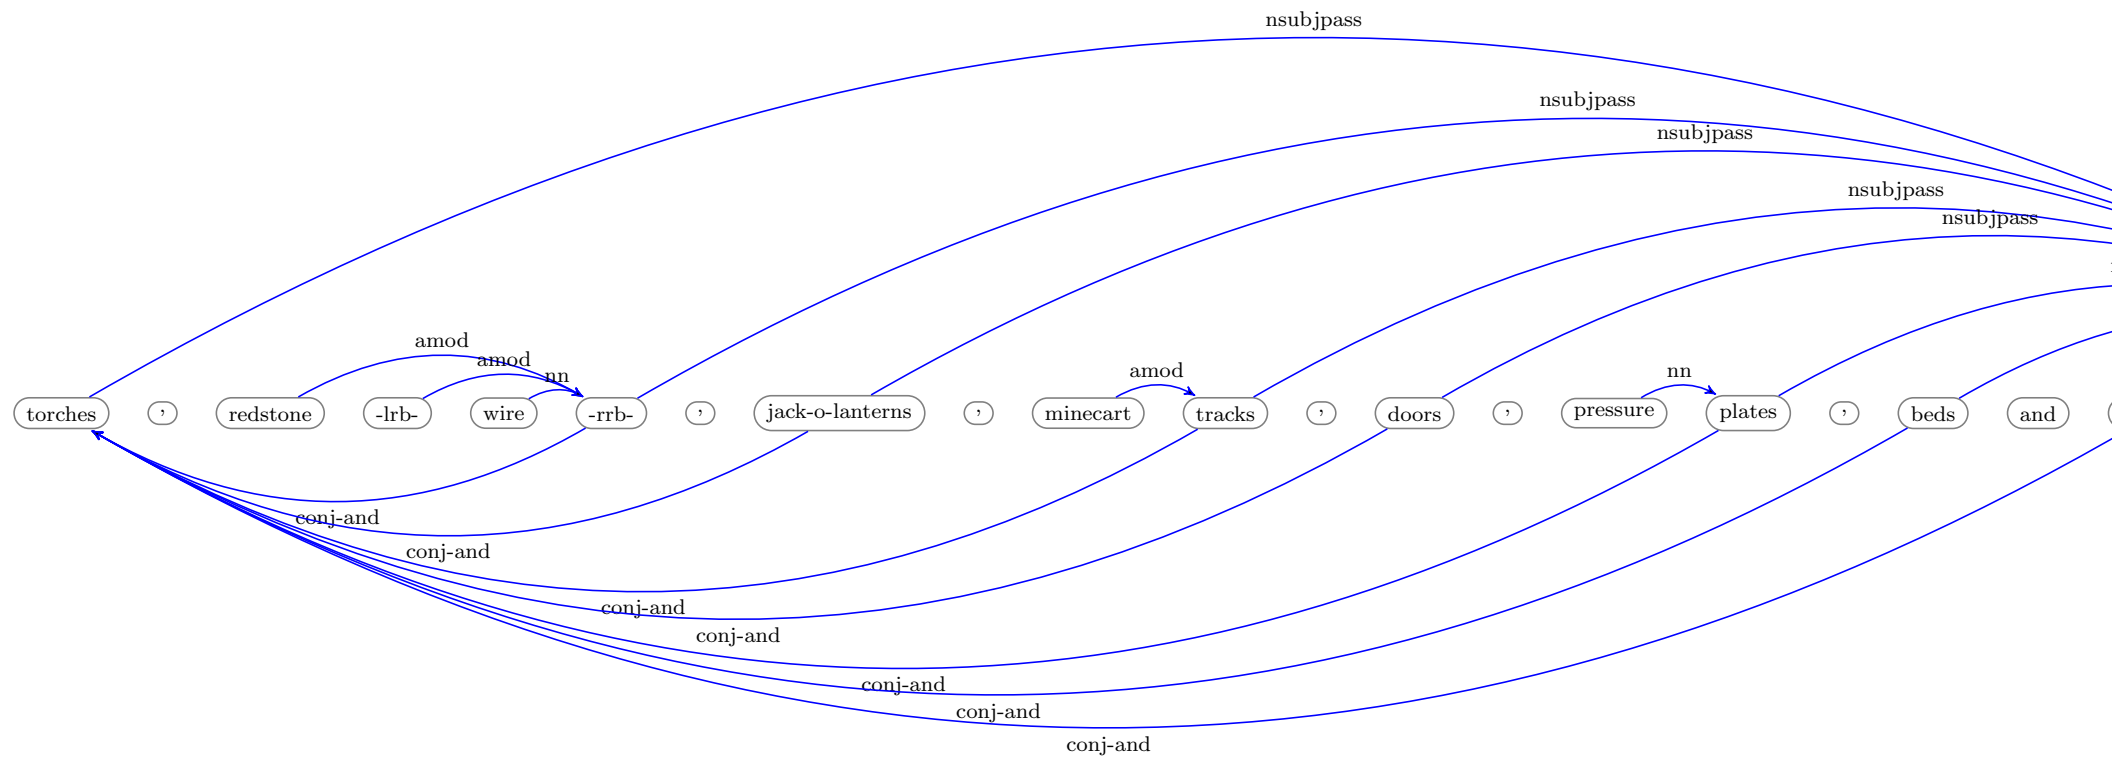 nsubjpass
nsubjpass
nsubjpass
nsubjpass
nsubjpass
amod
amod
nn
amod
nn
torches , redstone -lrb- wire -rrb- , jack-o-lanterns , minecart tracks , doors , pressure plates , beds and
conj-and
conj-and
conj-and
conj-and
conj-and
conj-and
conj-and